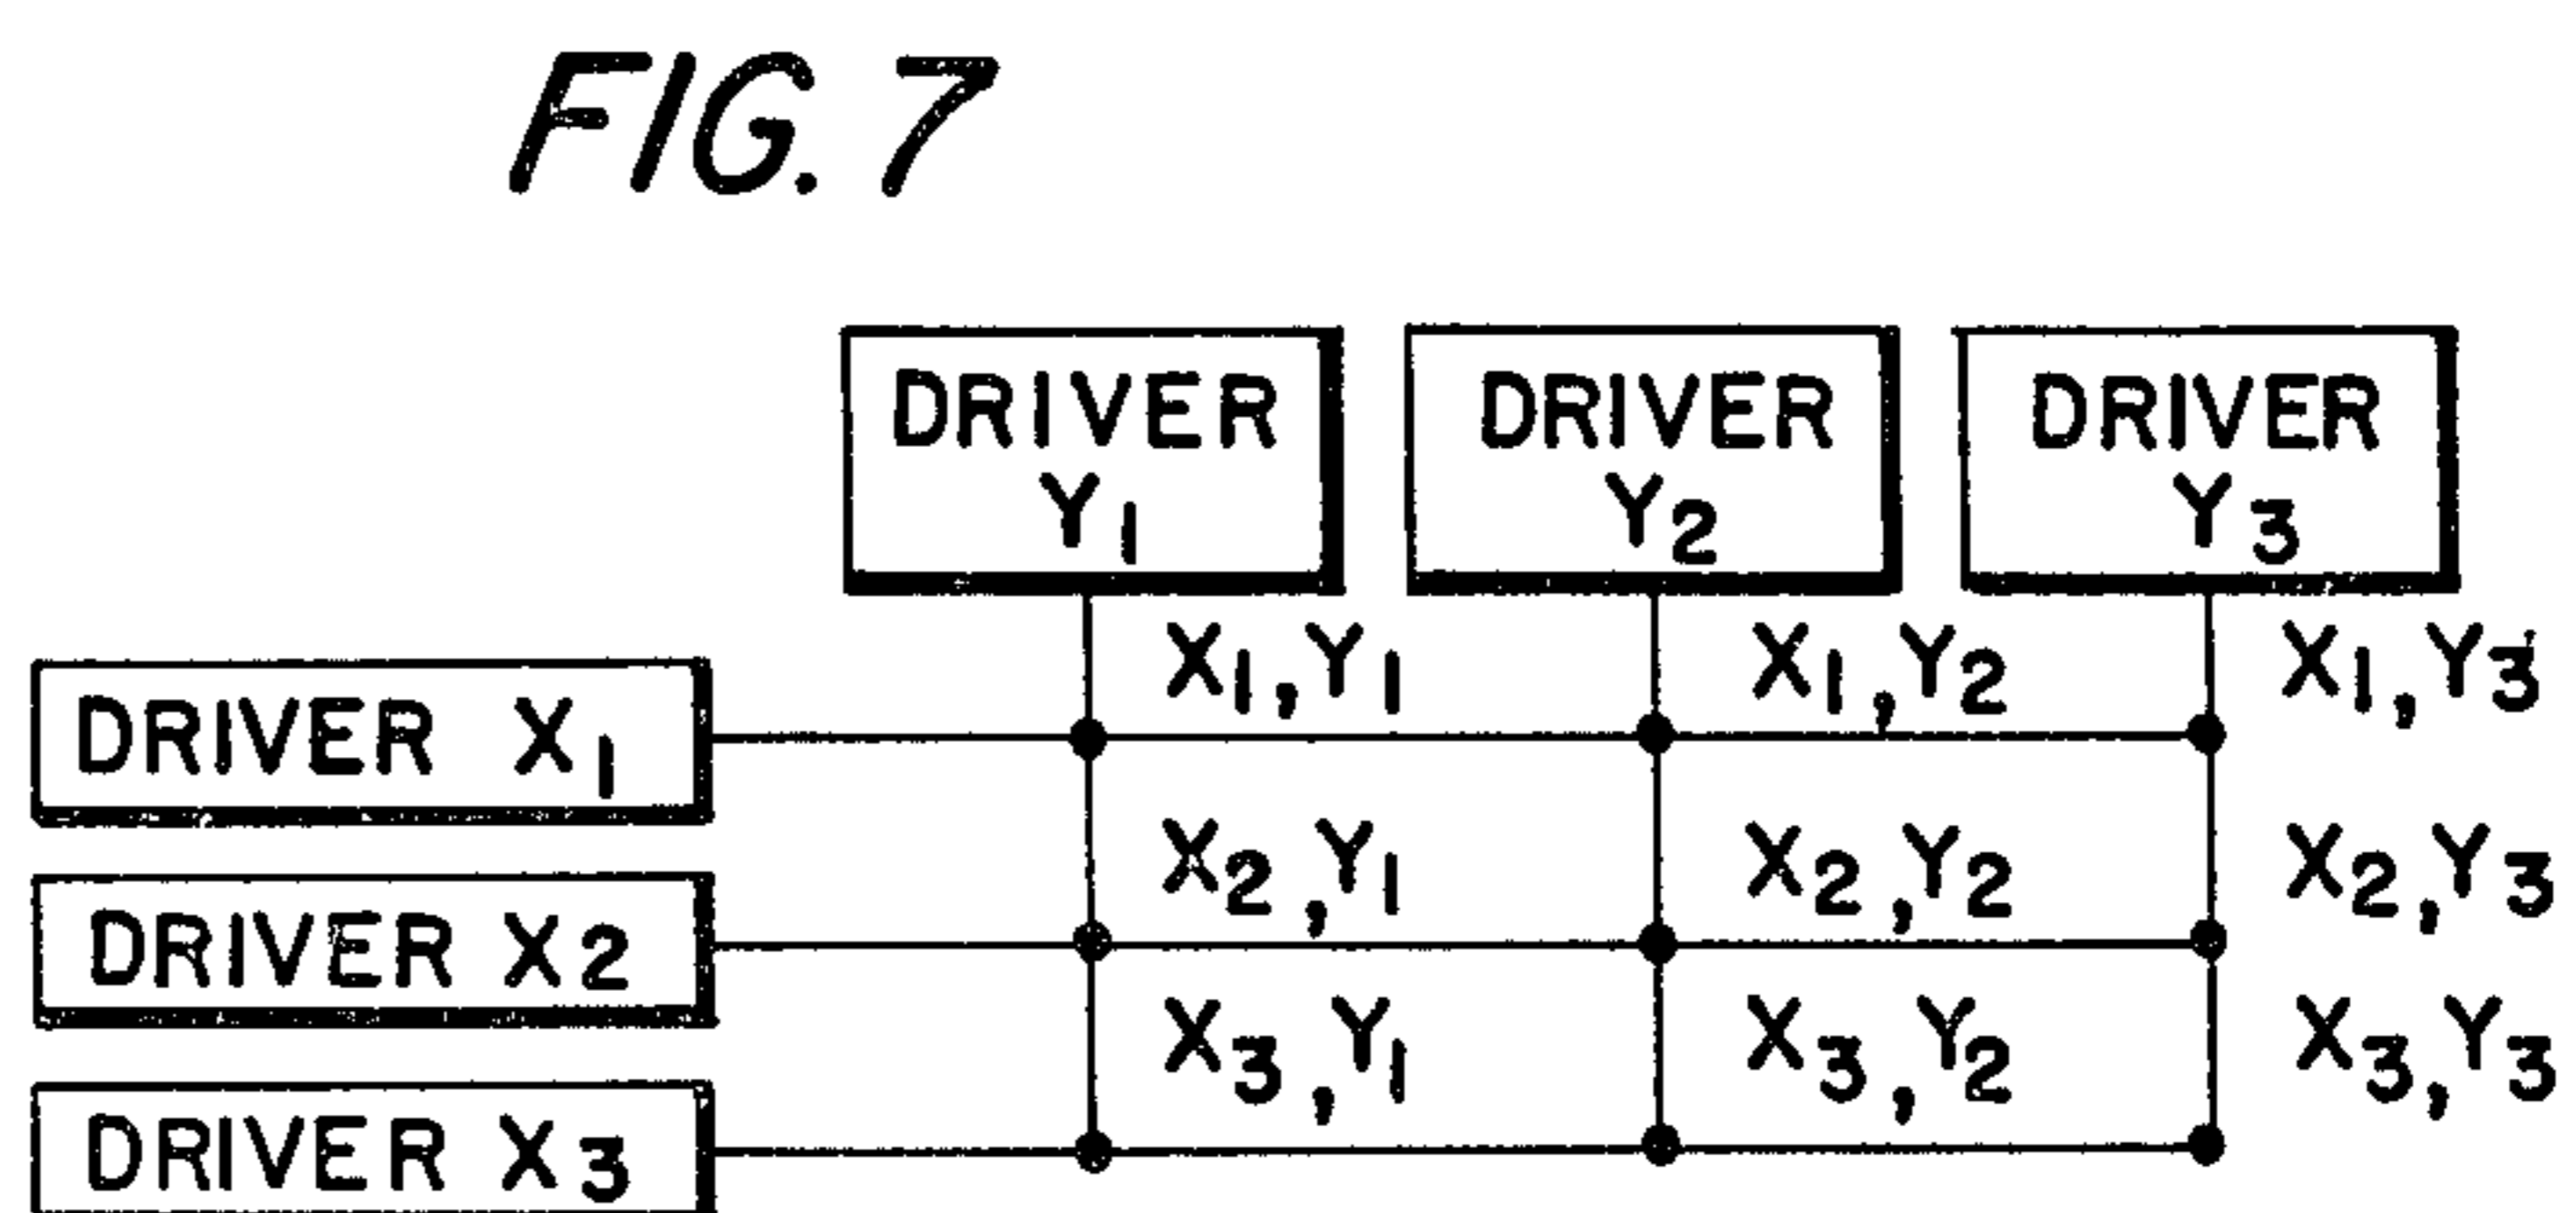 FIG. 7
DRIVER Y1
DRIVER Y2
DRIVER Y3
X1,Y1
X1,Y2
X1,Y3
DRIVER X1
X2,Y1
X2,Y2
X2,Y3
DRIVER X2
X3,Y1
X3,Y2
X3,Y3
DRIVER X3